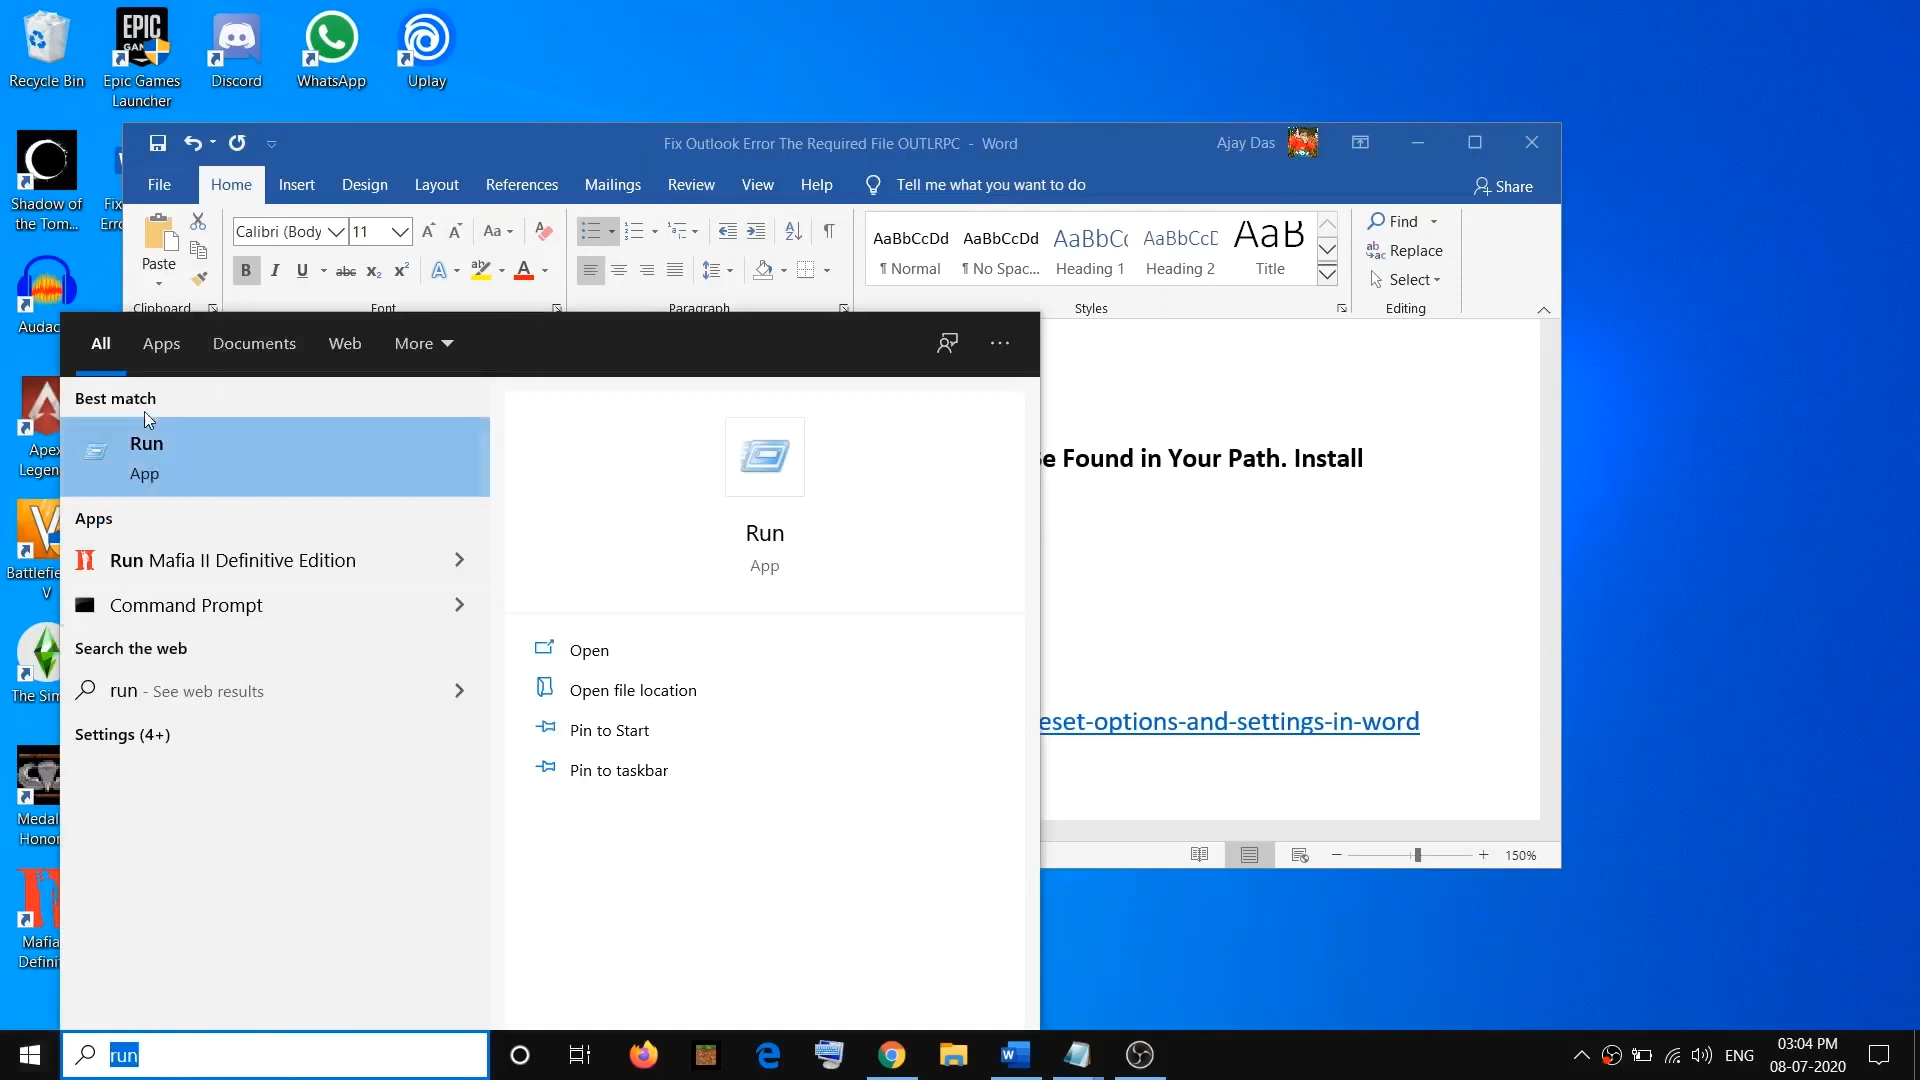 Recycle Bin
Epic Games
Launcher
Discord
WhatsApp
Uplay
EPIC
Shadow of
the Tom...
Fix Outlook Error The Required File OUTLRPC - Word
Ajay Das
File
Home
Insert
Design
Layout
References
Mailings
Review
View
Help
Tell me what you want to do
Share
Paste
Calibri (Body
11
Aa
B
I
U
abc
AaBbCcDd
AaBbCcDd
AaBbCc
AaBbCcD
AaB
¶ Normal
¶ No Spac...
Heading 1
Heading 2
Title
Find
Replace
Select
Clipboard
Font
Paragraph
Styles
Editing
All
Apps
Documents
Web
More
Best match
Run
App
Apps
Run Mafia II Definitive Edition
Command Prompt
Search the web
run - See web results
Settings (4+)
Run
App
Open
Open file location
Pin to Start
Pin to taskbar
Found in Your Path. Install
eset-options-and-settings-in-word
150%
Medal
Honor
Mafia
run
ENG
03:04 PM
08-07-2020